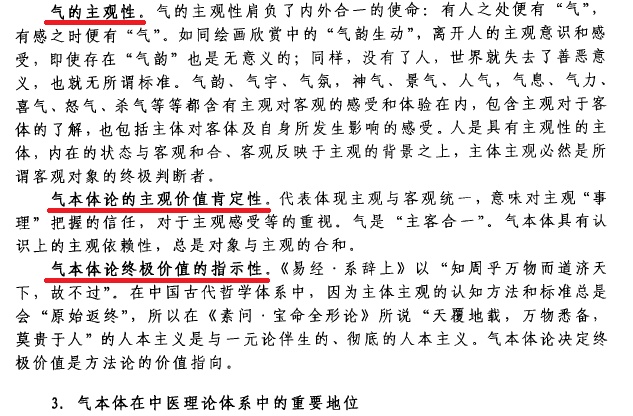 气的主观性。气的主观性肩负了内外合一的使命：有人之处便有“气”，
有感之时便有“气”。如同绘画欣赏中的“气韵生动”，离开人的主观意识和感
受，即使存在“气韵”也是无意义的；同样，没有了人，世界就失去了善恶意
义，也就无所谓标准。气韵、气宇、气氛，神气、景气、人气，气息、气力、
喜气、怒气、杀气等等都含有主观对客观的感受和体验在内，包含主观对于客
体的了解，也包括主体对客体及自身所发生影响的感受。人是具有主观性的主
体，内在的状态与客观和合、客观反映于主观的背景之上，主体主观必然是所
谓客观对象的终极判断者。
气本体论的主观价值肯定性。代表体现主观与客观统一，意味对主观“事
理”把握的信任，对于主观感受等的重视。气是“主客合一”。气本体具有认
识上的主观依赖性，总是对象与主观的合和。
气本体论终极价值的指示性。《易经·系辞上》以“知周乎万物而道济天
下，故不过”。在中国古代哲学体系中，因为主体主观的认知方法和标准总是
会“原始返终”，所以在《素问·宝命全形论》所说“天覆地载，万物悉备，
莫贵于人”的人本主义是与一元论伴生的、彻底的人本主义。气本体论决定终
极价值是方法论的价值指向。
3．气本体在中医理论体系中的重要地位